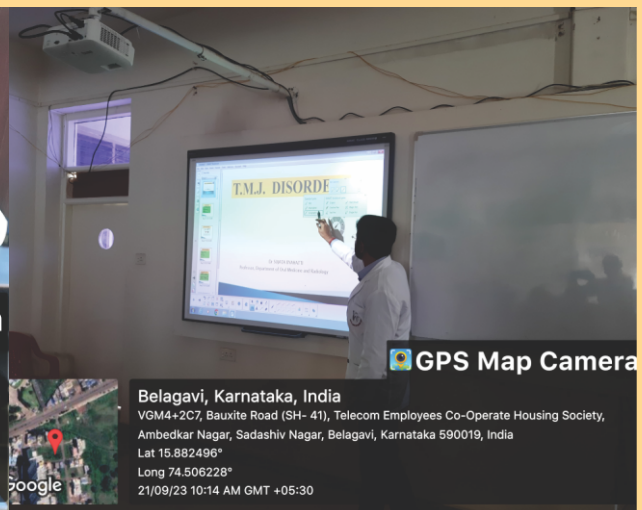 T.M.J. DISORDE
GPS Map Camera
Belagavi, Karnataka, India
VGM4+2C7, Bauxite Road (SH- 41), Telecom Employees Co-Operate Housing Society,
Ambedkar Nagar, Sadashiv Nagar, Belagavi, Karnataka 590019, India
Lat 15.882496°
Long 74.506228°
21/09/23 10:14 AM GMT +05:30
Google